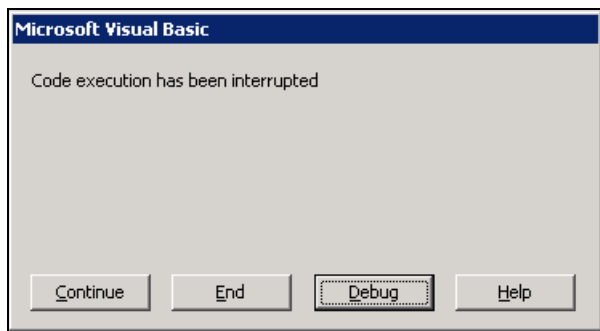 Microsoft Visual Basic
Code execution has been interrupted
Continue End Debug Help